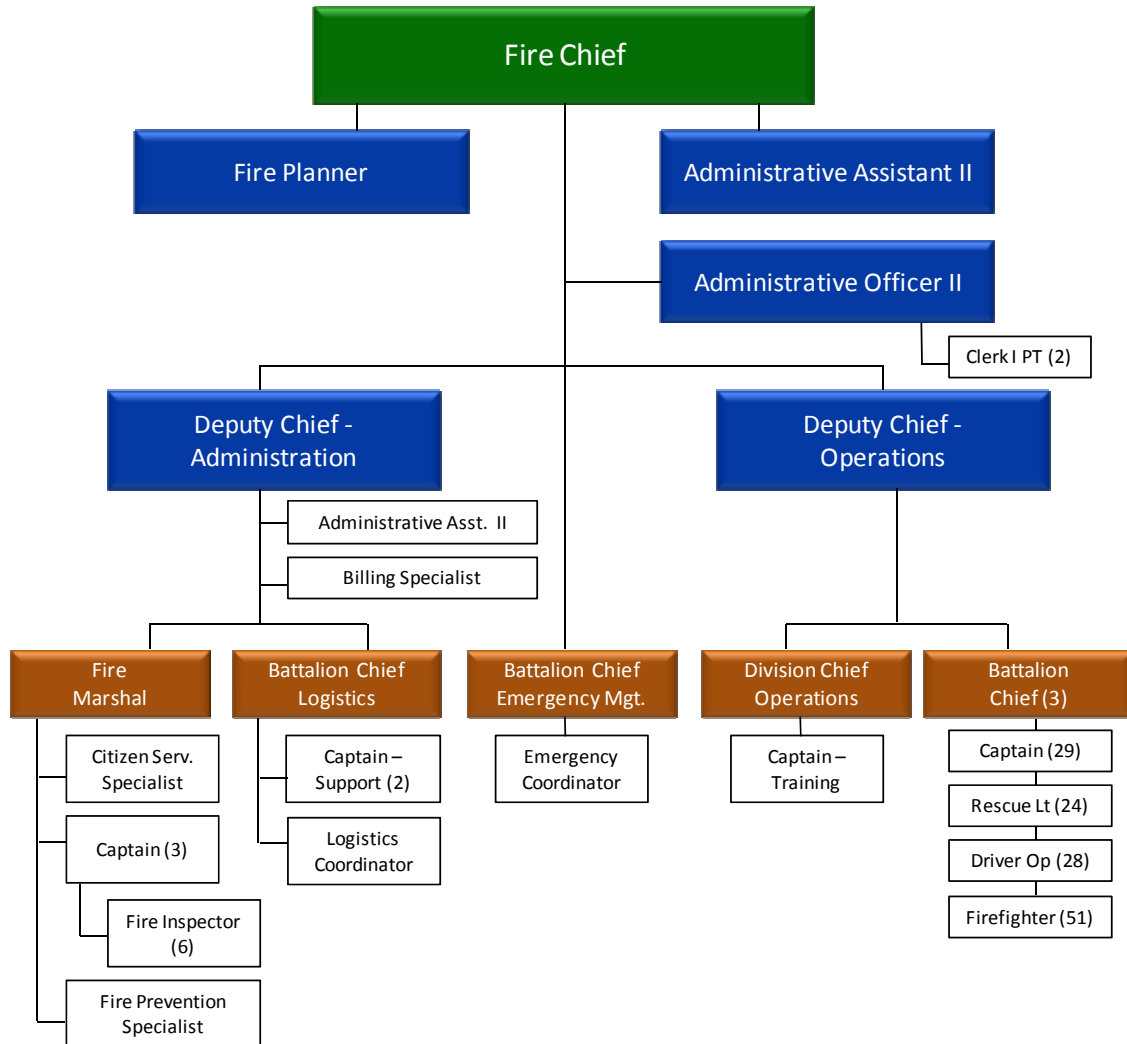 Fire Chief
Fire Planner
Administrative Assistant II
Administrative Officer II
Clerk I PT (2)
Deputy Chief -
Administration
Deputy Chief -
Operations
Administrative Asst. II
Billing Specialist
Fire
Marshal
Battalion Chief
Logistics
Battalion Chief
Emergency Mgt.
Division Chief
Operations
Battalion
Chief (3)
Citizen Serv.
Specialist
Captain (3)
Fire Inspector
(6)
Fire Prevention
Specialist
Captain –
Support (2)
Logistics
Coordinator
Emergency
Coordinator
Captain –
Training
Captain (29)
Rescue Lt (24)
Driver Op (28)
Firefighter (51)